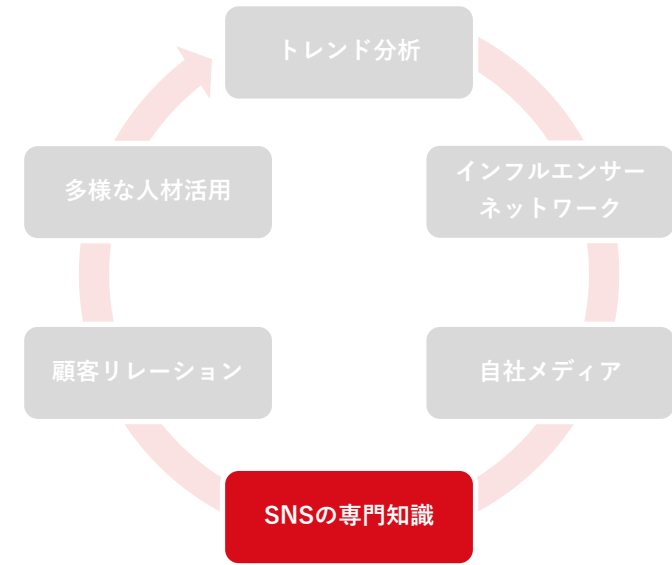 トレンド分析
多様な人材活用
インフルエンサー
ネットワーク
顧客リレーション
自社メディア
SNSの専門知識